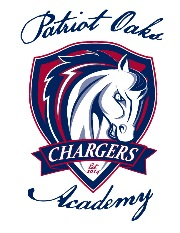 Patriot Oaks
CHARGERS
Est
2014
Academy